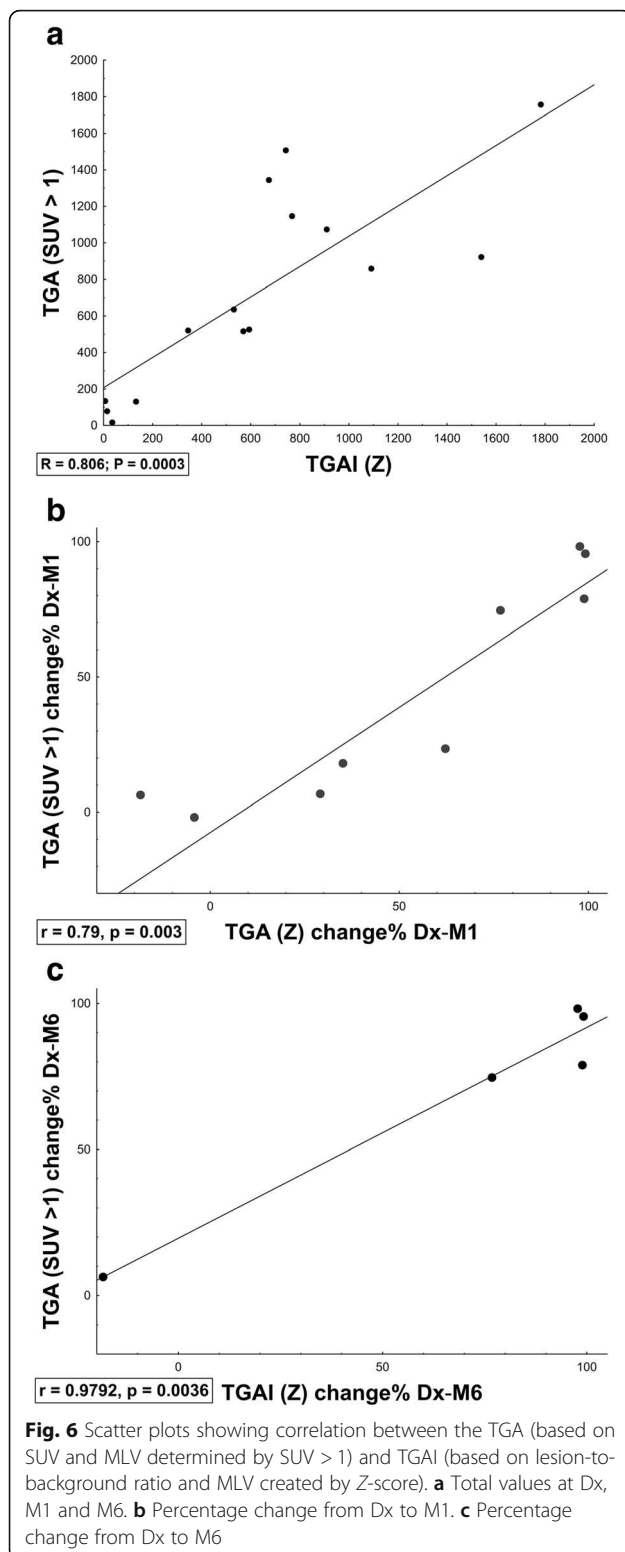 a
2000
1800
1600
1400
1200
1000
800
600
400
200
0
TGA (SUV > 1)
0 200 400 600 800 1000 1200 1400 1600 1800 2000
R = 0.806; P = 0.0003
TGAI (Z)
b
100
50
0
TGA (SUV >1) change% Dx-M1
0 50 100
r = 0.79, p = 0.003
TGA (Z) change% Dx-M1
c
100
50
0
TGA (SUV >1) change% Dx-M6
0 50 100
r = 0.9792, p = 0.0036
TGAI (Z) change% Dx-M6
Fig. 6 Scatter plots showing correlation between the TGA (based on
SUV and MLV determined by SUV > 1) and TGAI (based on lesion-to-
background ratio and MLV created by Z-score). a Total values at Dx,
M1 and M6. b Percentage change from Dx to M1. c Percentage
change from Dx to M6